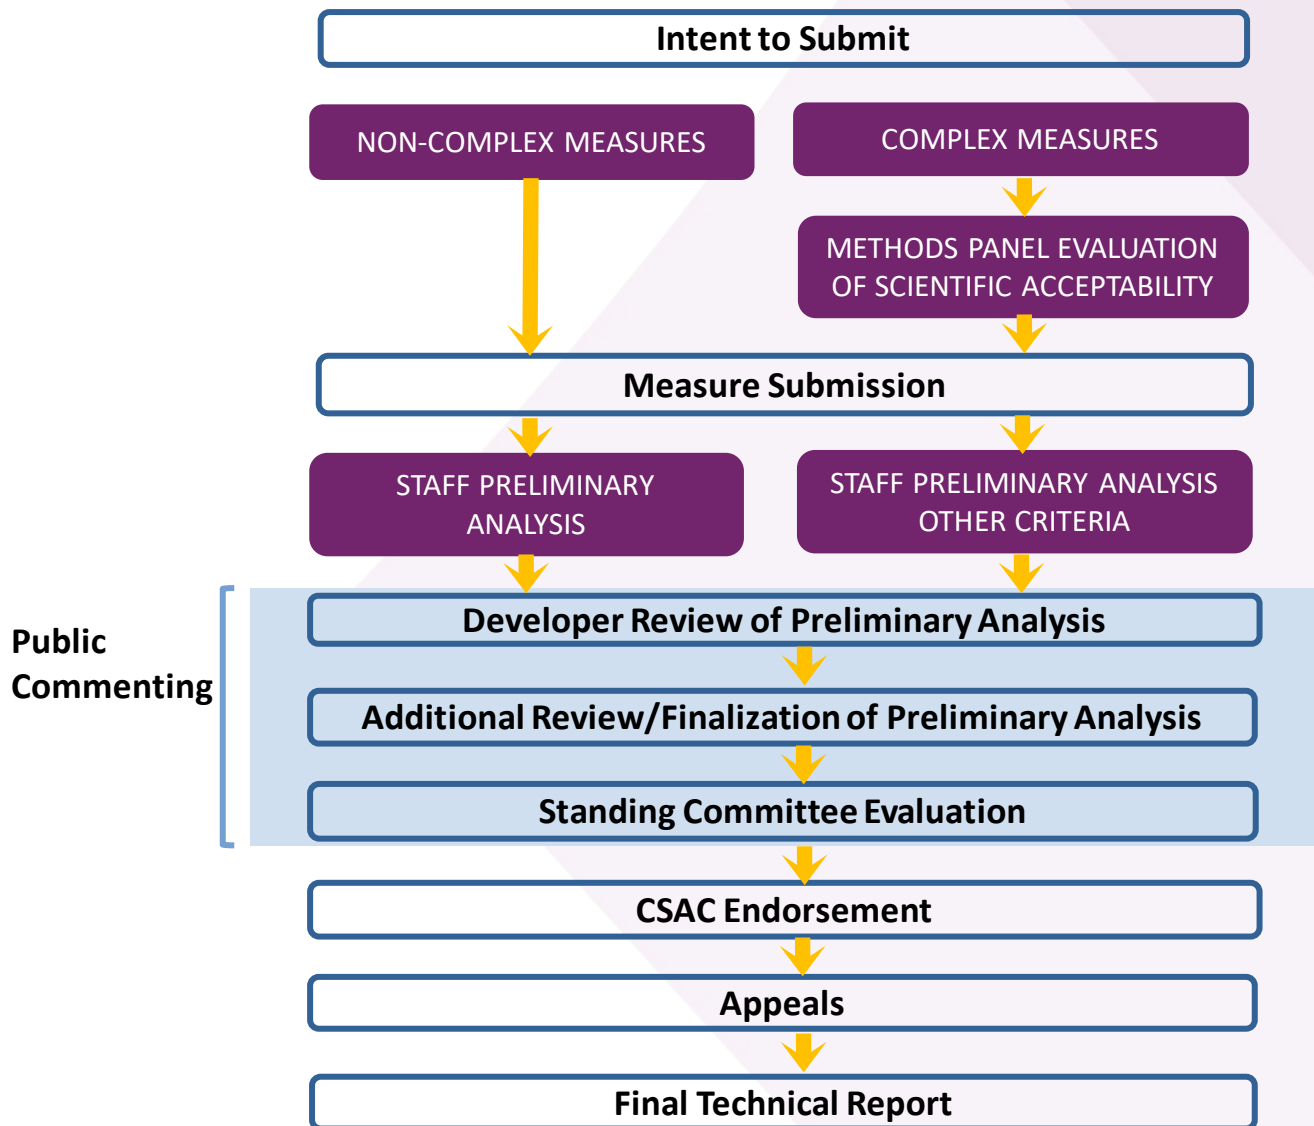 Intent to Submit
NON-COMPLEX MEASURES
COMPLEX MEASURES
METHODS PANEL EVALUATION
OF SCIENTIFIC ACCEPTABILITY
Measure Submission
STAFF PRELIMINARY
ANALYSIS
STAFF PRELIMINARY ANALYSIS
OTHER CRITERIA
Public
Commenting
Developer Review of Preliminary Analysis
Additional Review/Finalization of Preliminary Analysis
Standing Committee Evaluation
CSAC Endorsement
Appeals
Final Technical Report